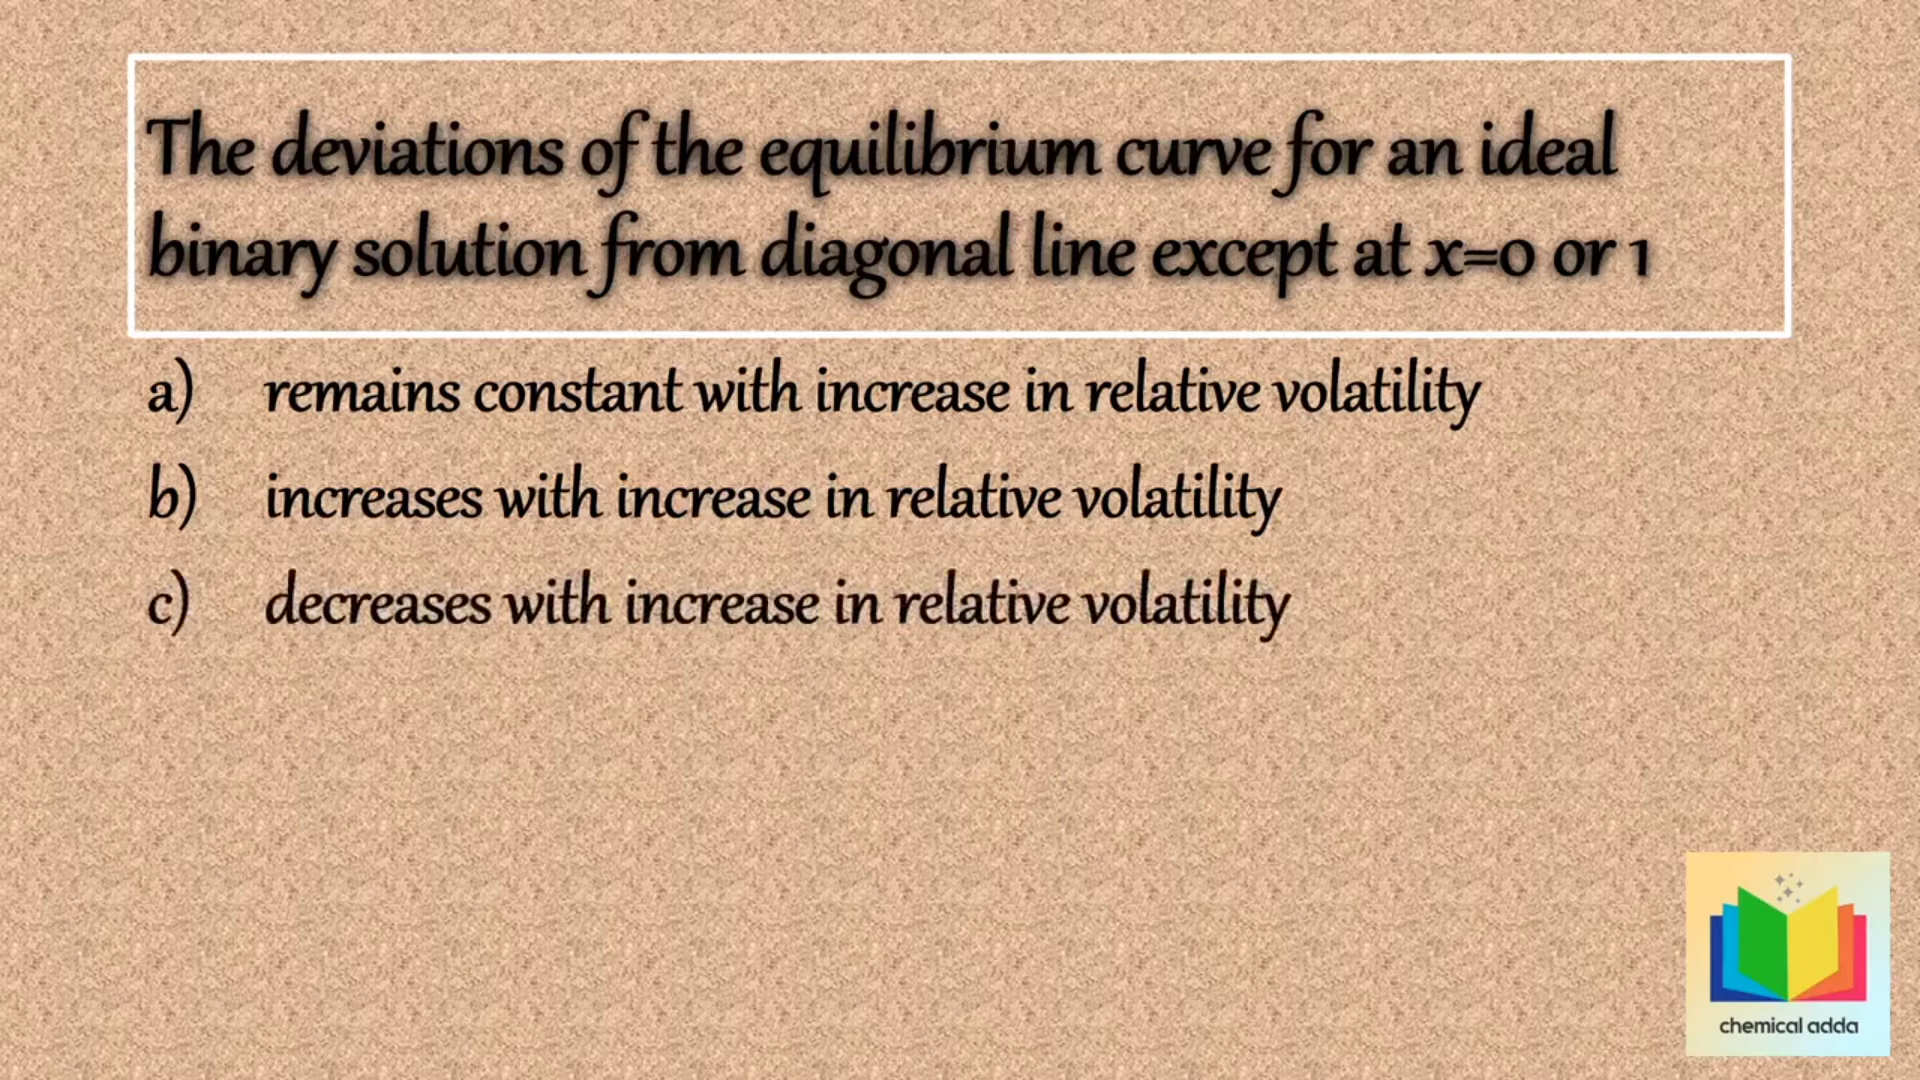 The deviations of the equilibrium curve for an ideal
binary solution from diagonal line except at x=0 or 1
a) remains constant with increase in relative volatility
b) increases with increase in relative volatility
c) decreases with increase in relative volatility
chemical adda